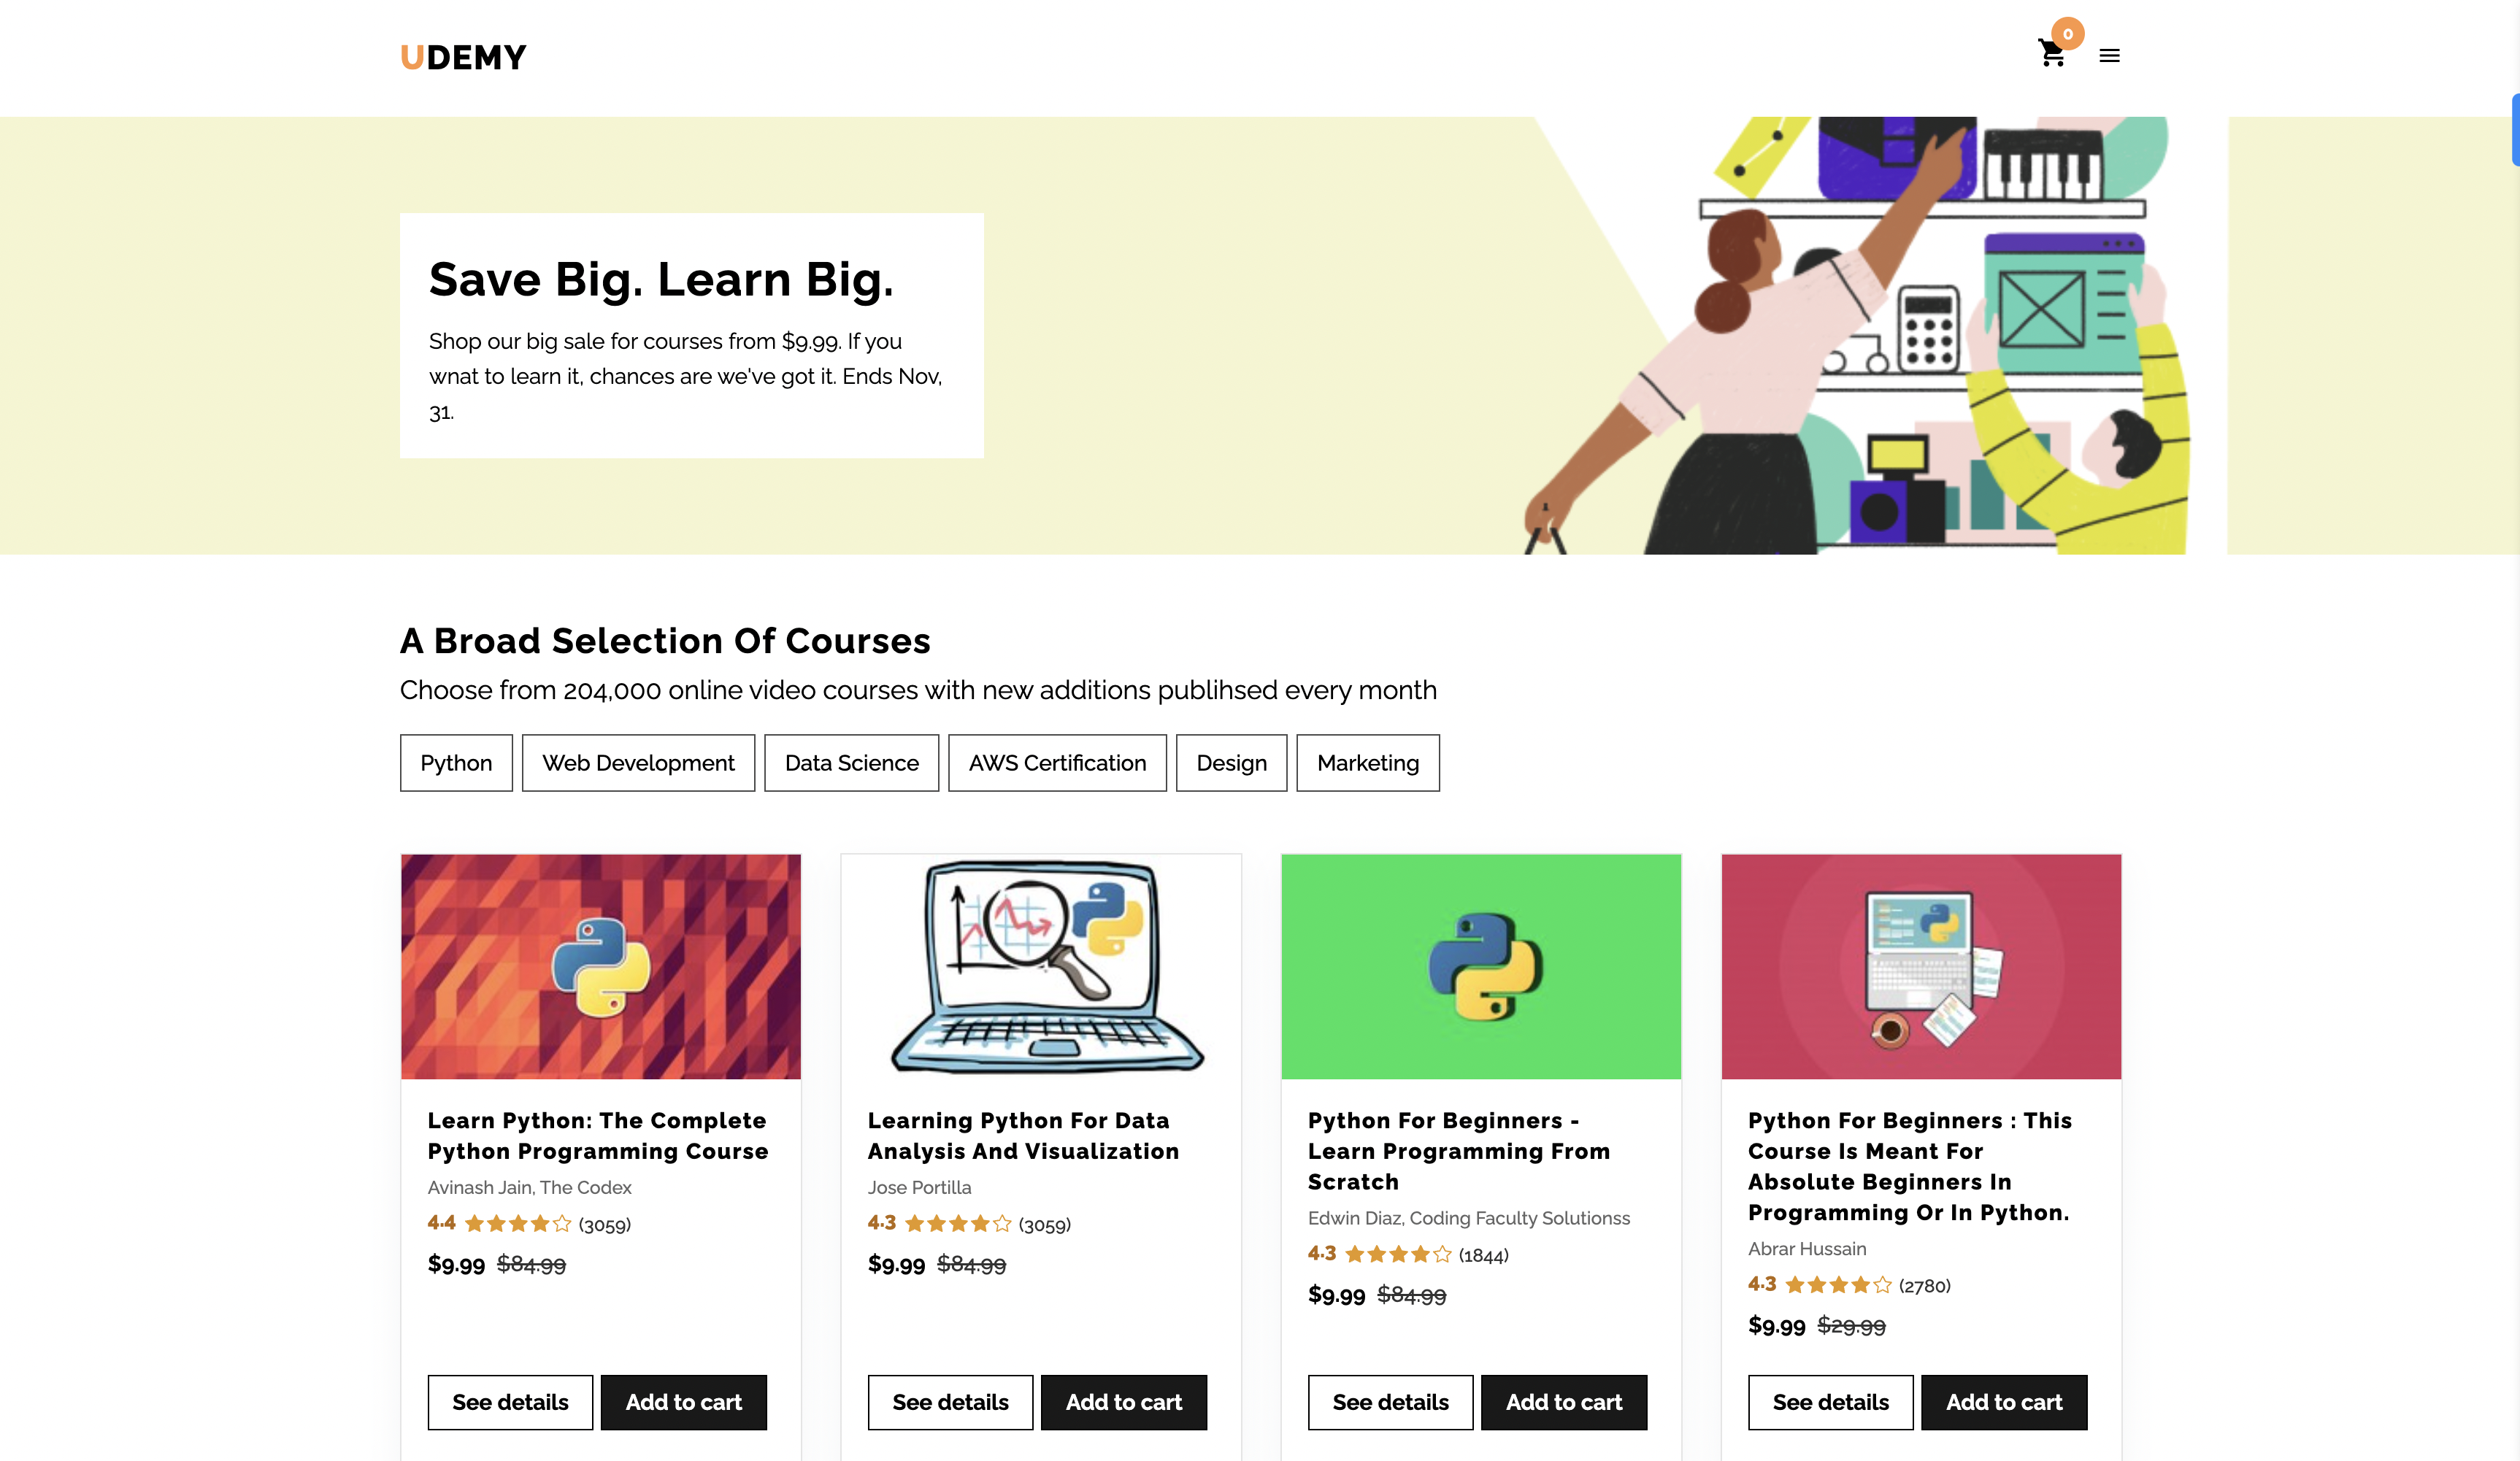 UDEMY
0
Save Big. Learn Big.
Shop our big sale for courses from $9.99. If you
wnat to learn it, chances are we've got it. Ends Nov,
31.
A Broad Selection Of Courses
Choose from 204,000 online video courses with new additions publihsed every month
Python
Web Development
Data Science
AWS Certification
Design
Marketing
Learn Python: The Complete
Python Programming Course
Avinash Jain, The Codex
4.4 (3059)
$9.99 $84.99
See details
Add to cart
Learning Python For Data
Analysis And Visualization
Jose Portilla
4.3 (3059)
$9.99 $84.99
See details
Add to cart
Python For Beginners -
Learn Programming From
Scratch
Edwin Diaz, Coding Faculty Solutionss
4.3 (1844)
$9.99 $84.99
See details
Add to cart
Python For Beginners : This
Course Is Meant For
Absolute Beginners In
Programming Or In Python.
Abrar Hussain
4.3 (2780)
$9.99 $29.99
See details
Add to cart